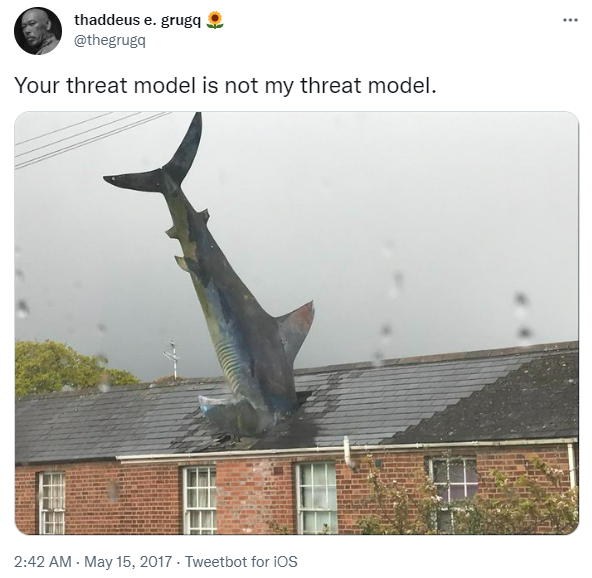 thaddeus e. grugq 🌻
@thegrugq
Your threat model is not my threat model.
2:42 AM · May 15, 2017 · Tweetbot for iOS